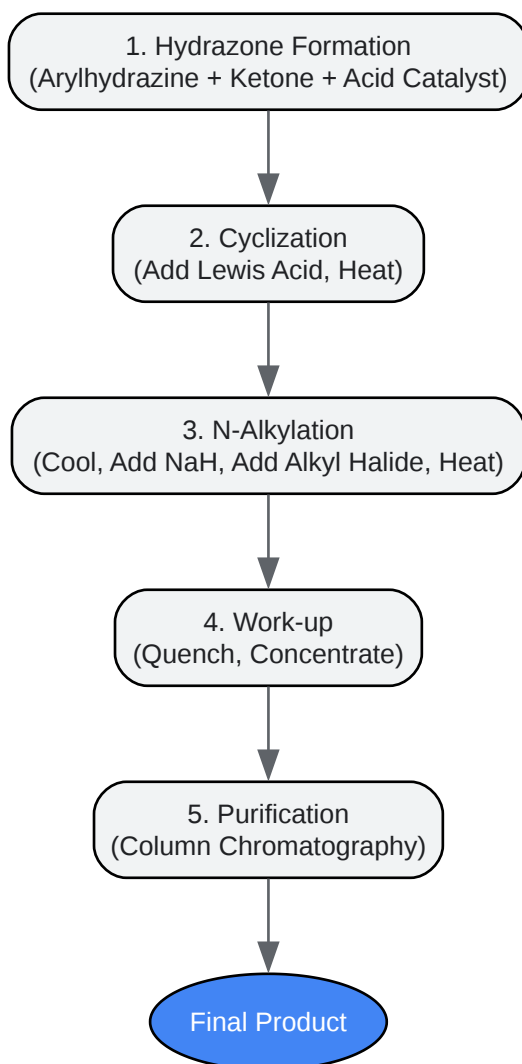 1. Hydrazone Formation
(Arylhydrazine + Ketone + Acid Catalyst)
2. Cyclization
(Add Lewis Acid, Heat)
3. N-Alkylation
(Cool, Add NaH, Add Alkyl Halide, Heat)
4. Work-up
(Quench, Concentrate)
5. Purification
(Column Chromatography)
Final Product